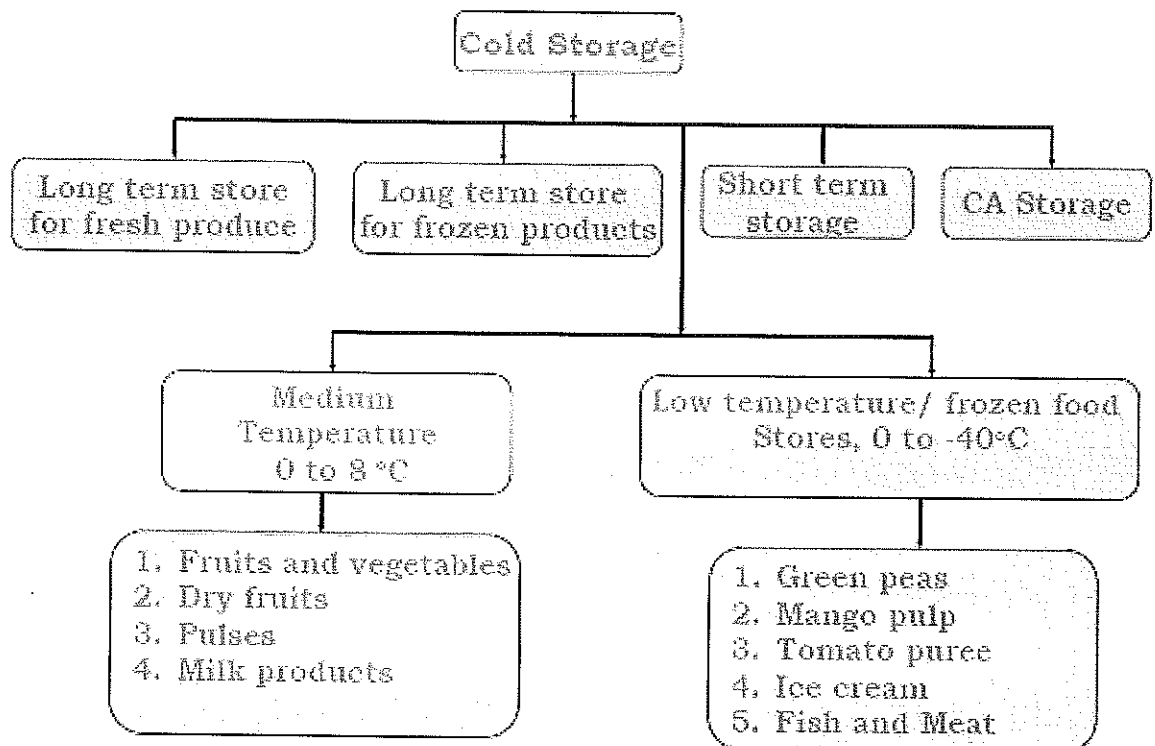 Cold Storage
Long term store
for fresh produce
Long term store
for frozen products
Short term
storage
CA Storage
Medium
Temperature
0 to 8 °C
Low temperature/ frozen food
Stores, 0 to -40°C
1. Fruits and vegetables
2. Dry fruits
3. Pulses
4. Milk products
1. Green peas
2. Mango pulp
3. Tomato puree
4. Ice cream
5. Fish and Meat